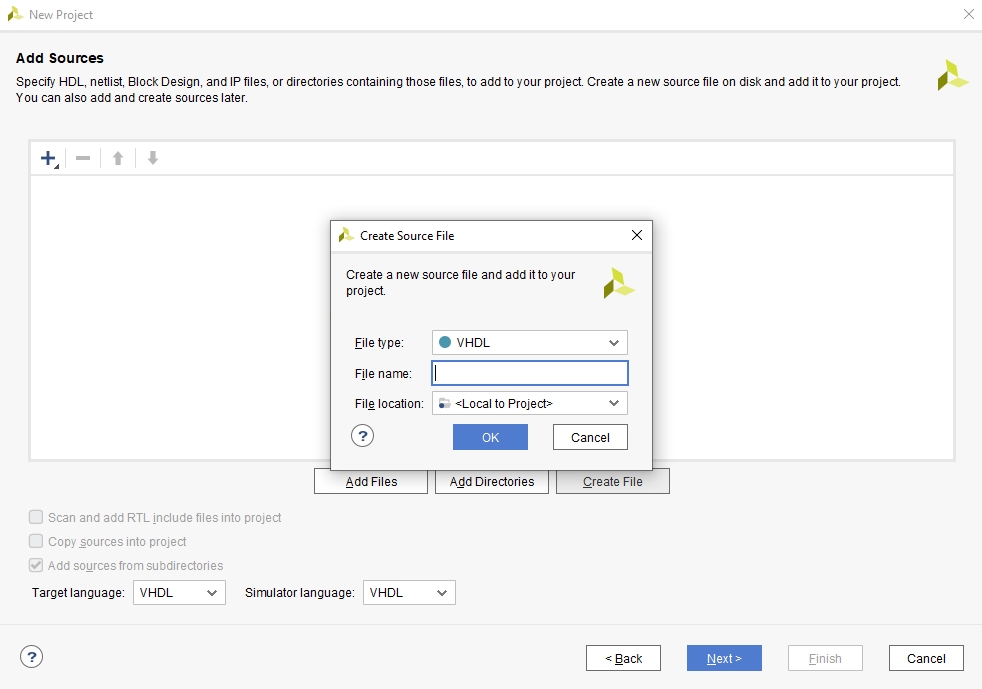 New Project
Add Sources
Specify HDL, netlist, Block Design, and IP files, or directories containing those files, to add to your project. Create a new source file on disk and add it to your project.
You can also add and create sources later.
Create Source File
Create a new source file and add it to your
project.
File type: VHDL
File name:
File location: <Local to Project>
? OK Cancel
Add Files Add Directories Create File
Scan and add RTL include files into project
Copy sources into project
Add sources from subdirectories
Target language: VHDL Simulator language: VHDL
? < Back Next > Finish Cancel